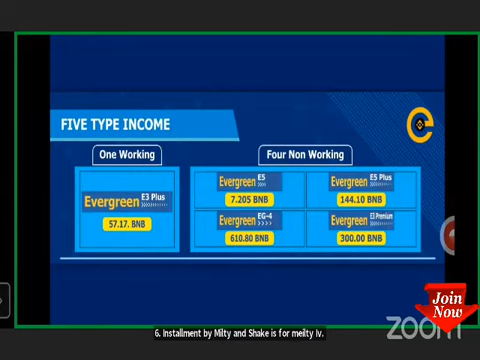 FIVE TYPE INCOME
One Working
Four Non Working
Evergreen E3 Plus
57.17. BNB
Evergreen E5
7.205 BNB
Evergreen E5 Plus
144.10 BNB
Evergreen EG-4
610.80 BNB
Evergreen E3 Premium
300.00 BNB
Join
Now
zoom
6. Installment by Milty and Shake is for meilty Iv.